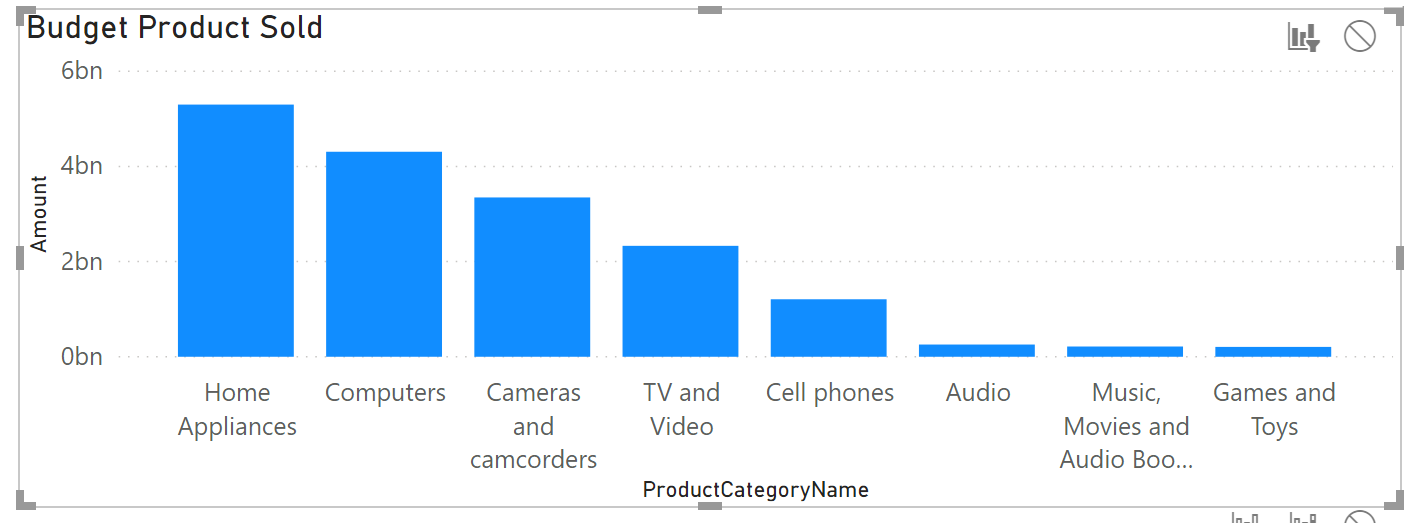 Budget Product Sold
6bn
4bn
2bn
0bn
Amount
Home
Appliances
Computers
Cameras
and
camcorders
TV and
Video
Cell phones
Audio
Music,
Movies and
Audio Boo...
Games and
Toys
ProductCategoryName